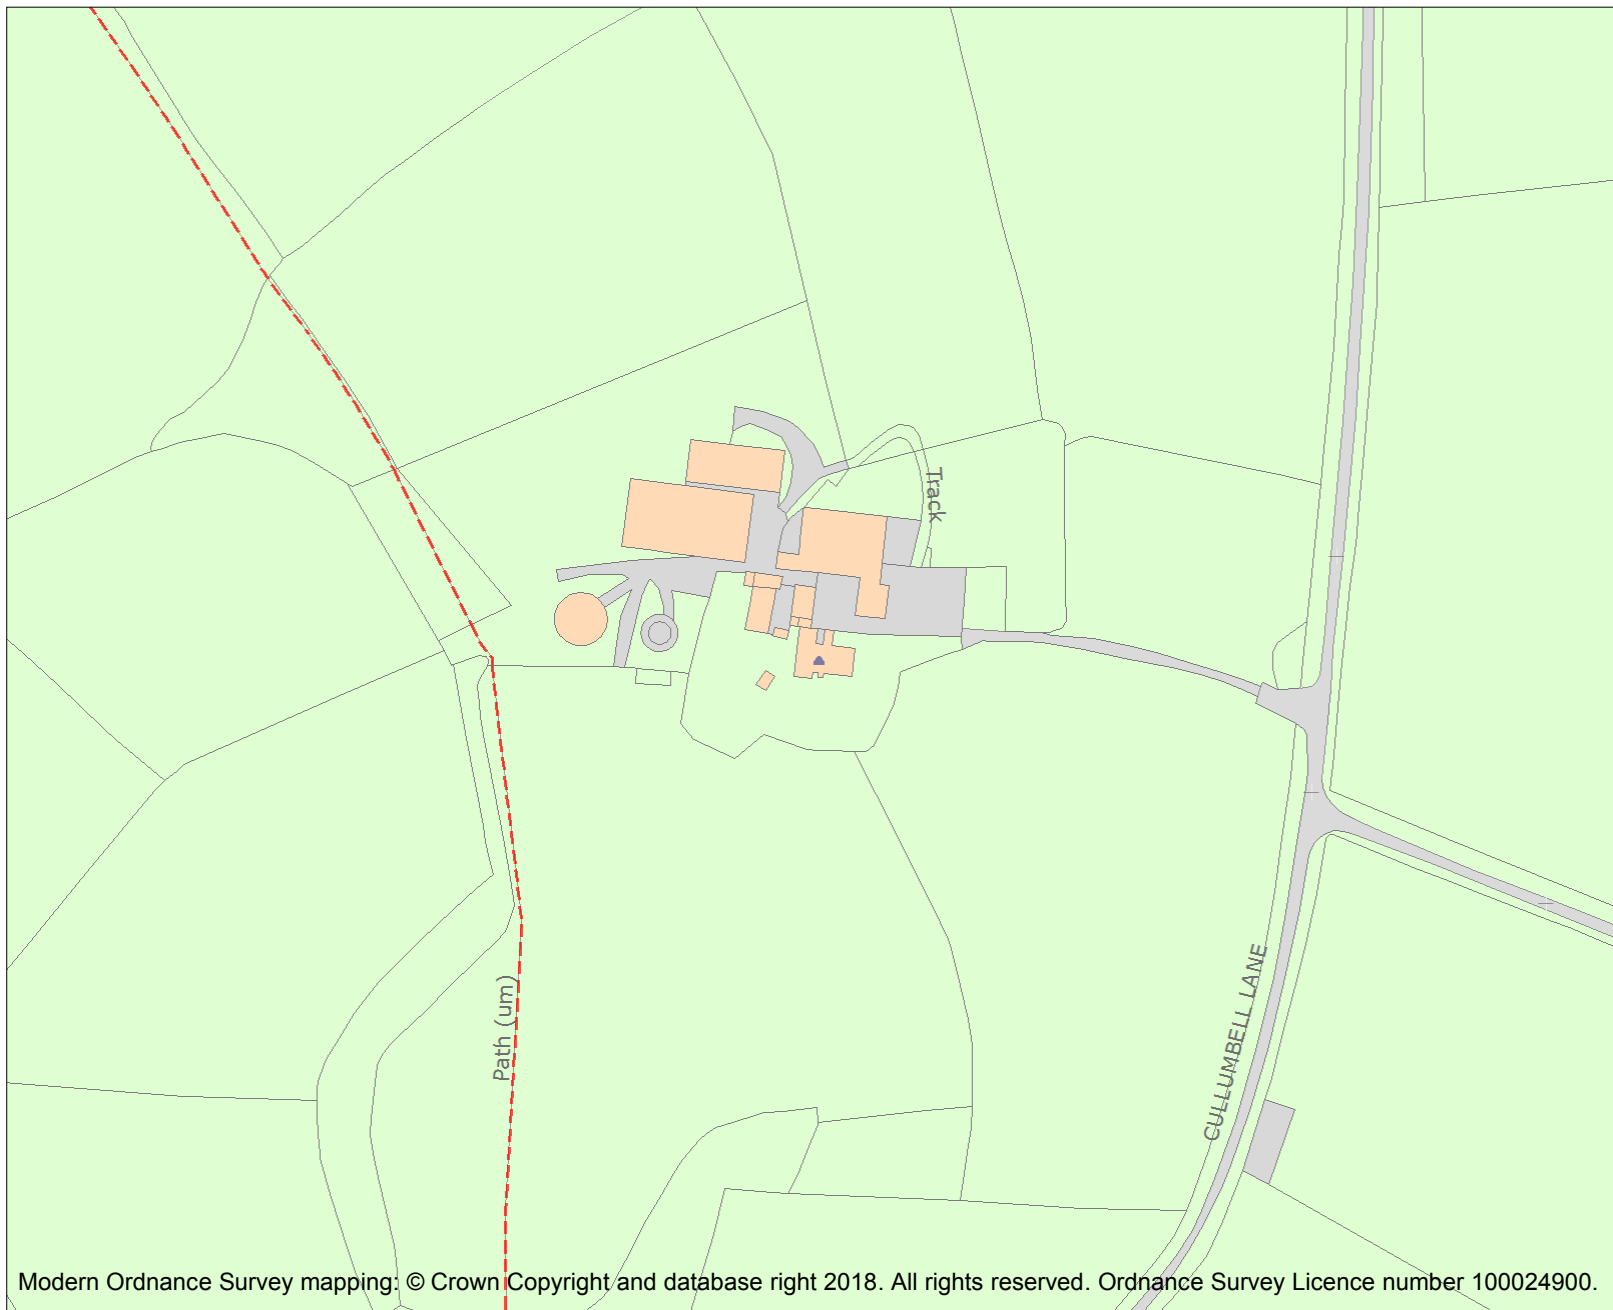 Track
Path (um)
CULLUMBELL LANE
Modern Ordnance Survey mapping: © Crown Copyright and database right 2018. All rights reserved. Ordnance Survey Licence number 100024900.